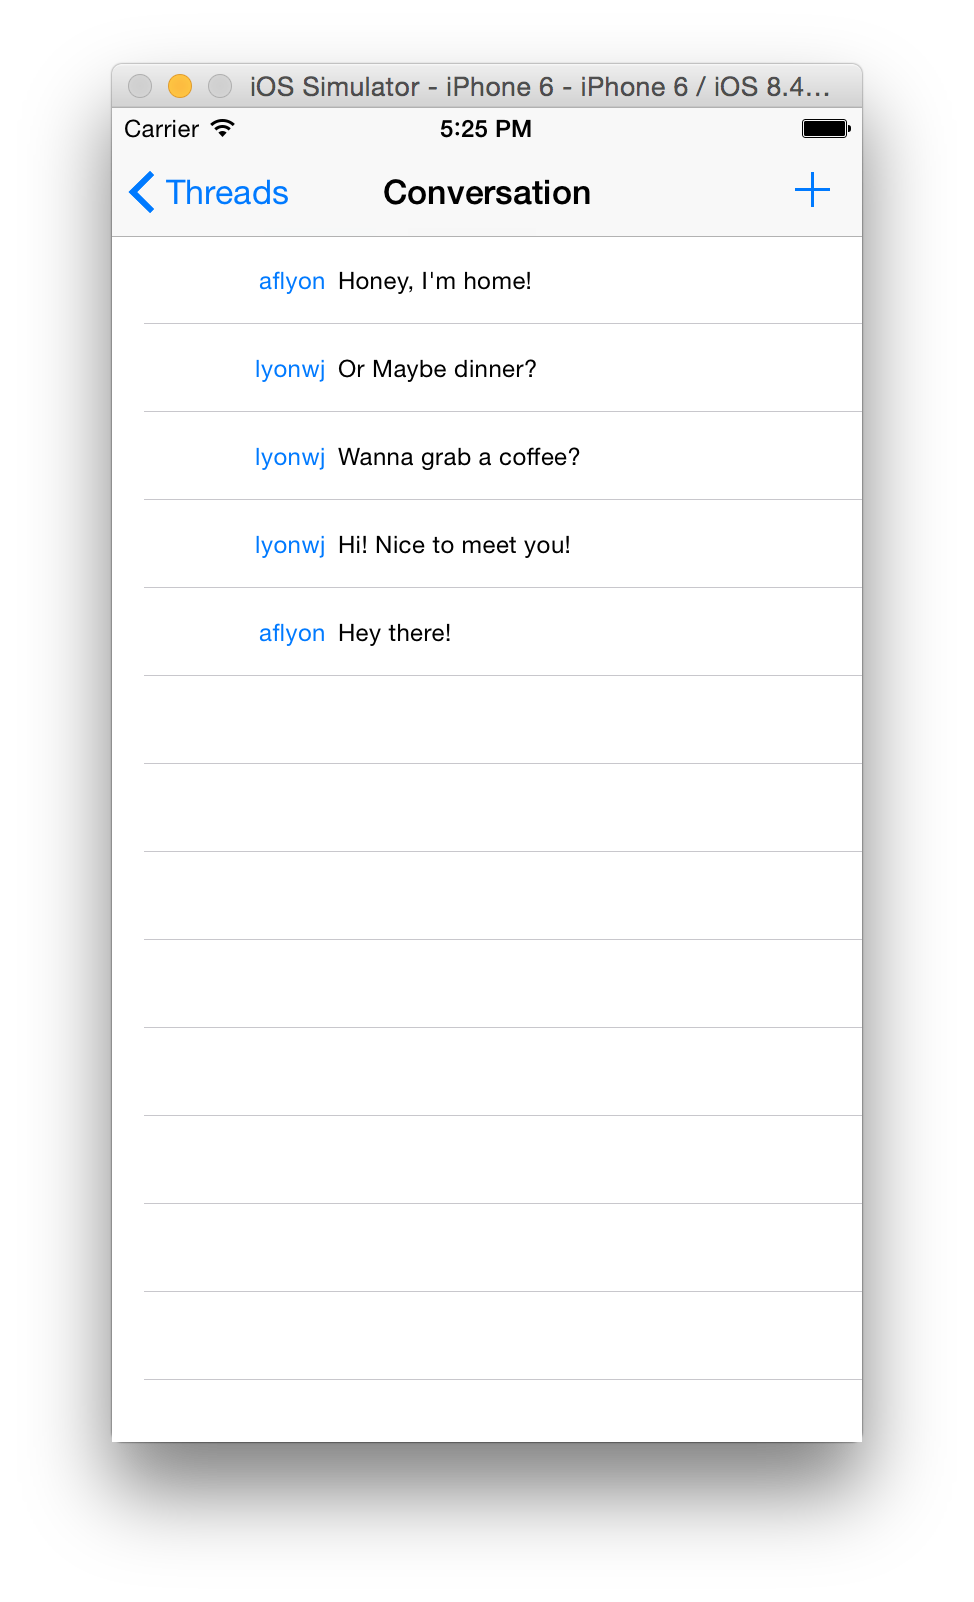 iOS Simulator - iPhone 6 - iPhone 6 / iOS 8.4...
Carrier 5:25 PM
Threads Conversation
aflyon Honey, I'm home!
lyonwj Or Maybe dinner?
lyonwj Wanna grab a coffee?
lyonwj Hi! Nice to meet you!
aflyon Hey there!